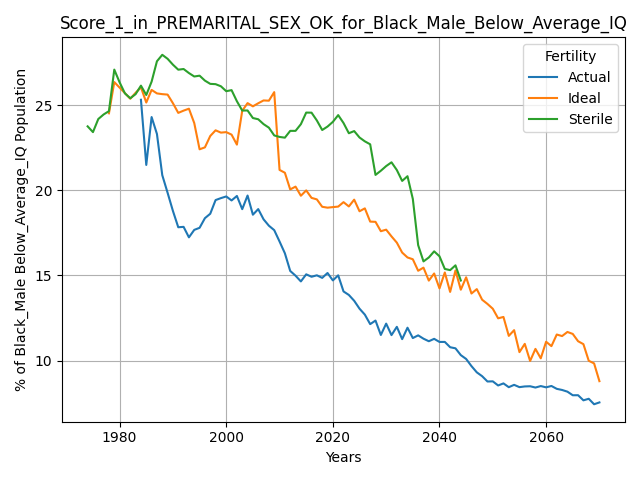 Score_1_in_PREMARITAL_SEX_OK_for_Black_Male_Below_Average_IQ
% of Black_Male Below_Average_IQ Population
25
20
15
10
Fertility
Actual
Ideal
Sterile
1980
2000
2020
2040
2060
Years